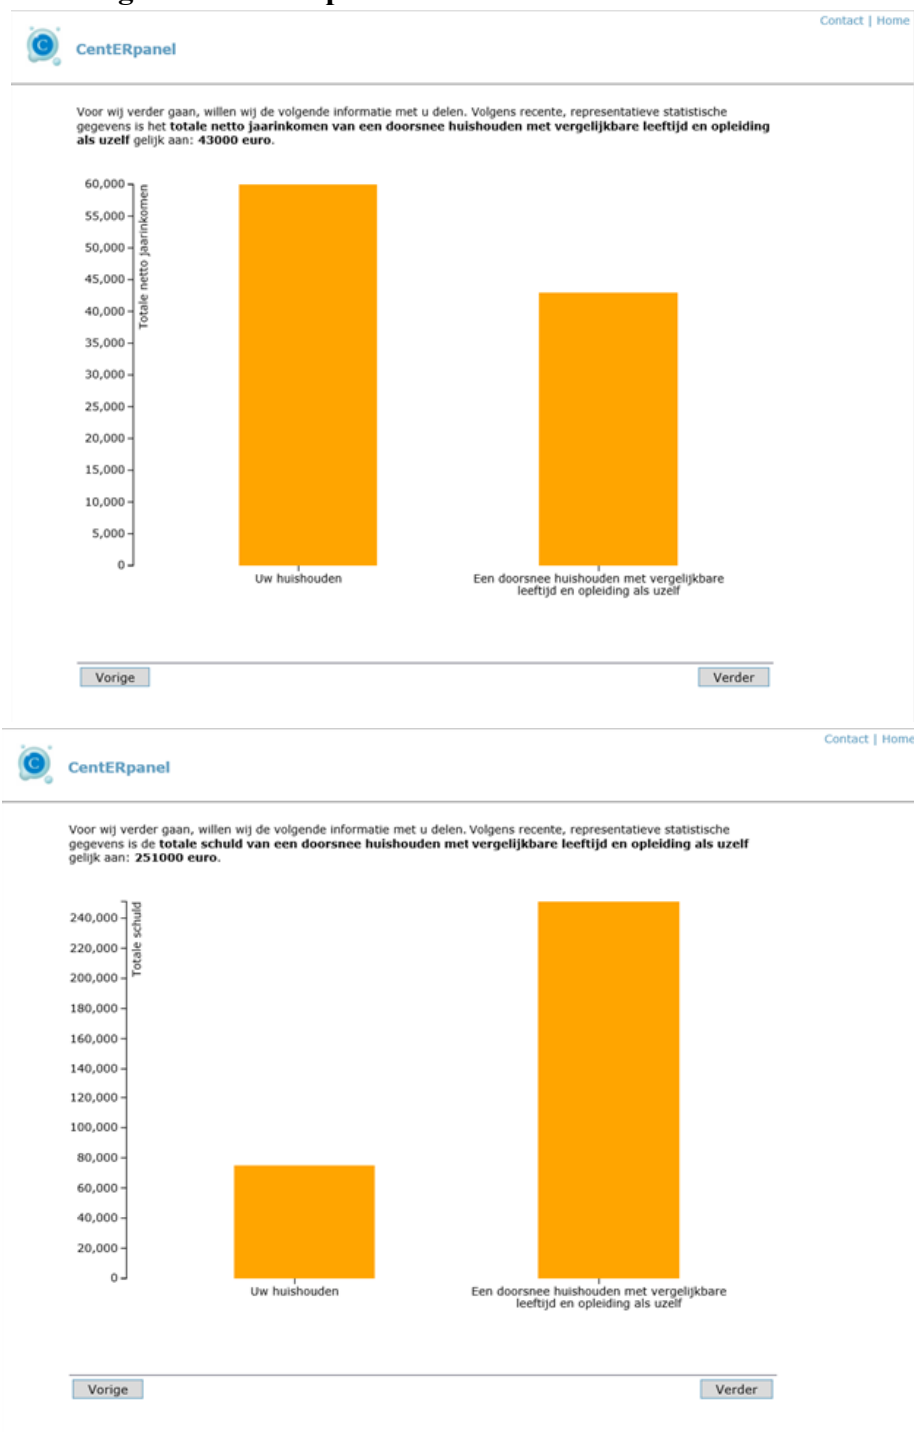 Contact | Home
C
CentERpanel
Voor wij verder gaan, willen wij de volgende informatie met u delen. Volgens recente, representatieve statistische
gegevens is het totale netto jaarinkomen van een doorsnee huishouden met vergelijkbare leeftijd en opleiding
als uzelf gelijk aan: 43000 euro.
60,000
55,000
50,000
45,000
40,000
35,000
30,000
25,000
20,000
15,000
10,000
5,000
0
Totale netto jaarinkomen
Uw huishouden
Een doorsnee huishouden met vergelijkbare
leeftijd en opleiding als uzelf
Vorige
Verder
Contact | Home
C
CentERpanel
Voor wij verder gaan, willen wij de volgende informatie met u delen. Volgens recente, representatieve statistische
gegevens is de totale schuld van een doorsnee huishouden met vergelijkbare leeftijd en opleiding als uzelf
gelijk aan: 251000 euro.
240,000
220,000
200,000
180,000
160,000
140,000
120,000
100,000
80,000
60,000
40,000
20,000
0
Totale schuld
Uw huishouden
Een doorsnee huishouden met vergelijkbare
leeftijd en opleiding als uzelf
Vorige
Verder